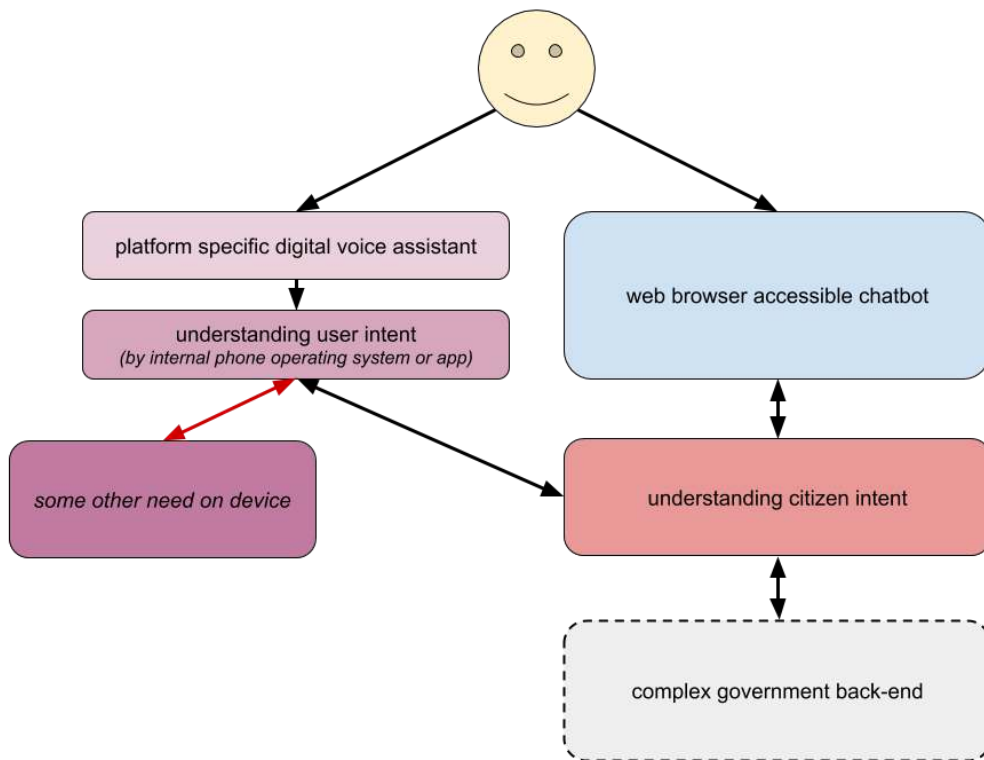 platform specific digital voice assistant
web browser accessible chatbot
understanding user intent
(by internal phone operating system or app)
some other need on device
understanding citizen intent
complex government back-end